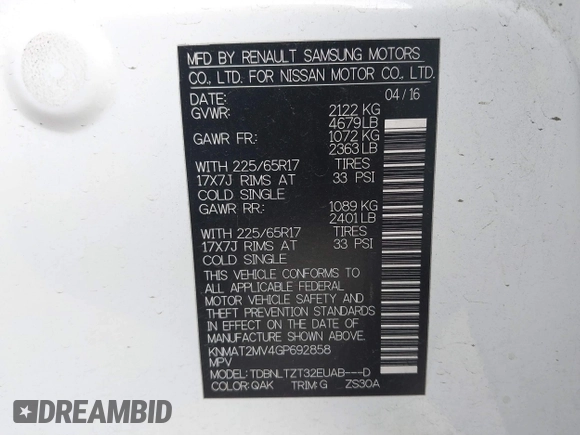 MFD BY RENAULT SAMSUNG MOTORS
CO., LTD. FOR NISSAN MOTOR CO., LTD.
DATE: 04/16
GVWR: 2122 KG
4679 LB
GAWR FR: 1072 KG
2363 LB
WITH 225/65R17 TIRES
17X7J RIMS AT 33 PSI
COLD SINGLE
GAWR RR: 1089 KG
2401 LB
WITH 225/65R17 TIRES
17X7J RIMS AT 33 PSI
COLD SINGLE
THIS VEHICLE CONFORMS TO
ALL APPLICABLE FEDERAL
MOTOR VEHICLE SAFETY AND
THEFT PREVENTION STANDARDS
IN EFFECT ON THE DATE OF
MANUFACTURE SHOWN ABOVE.
KNMAT2MV4GP692858
MPV
MODEL: TDBNLTZT32EUAB---D
COLOR: QAK TRIM: G ZS30A
DREAMBID
DREAMBID